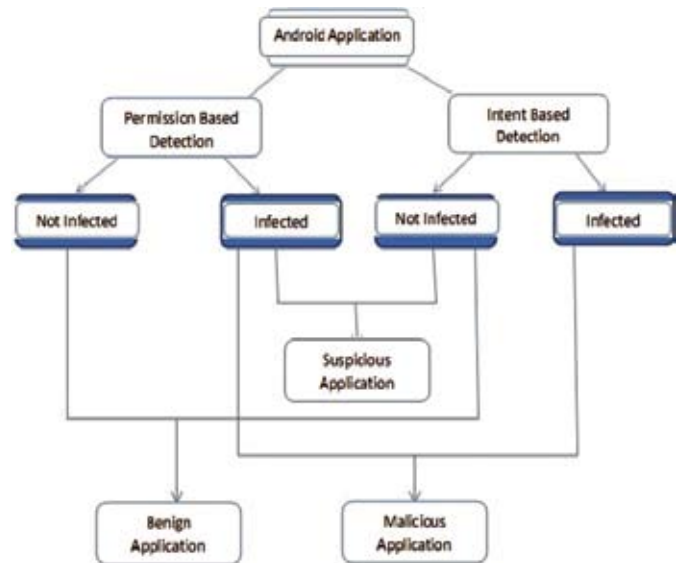 Android Application
Permission Based
Detection
Intent Based
Detection
Not Infected
Infected
Not Infected
Infected
Suspicious
Application
Benign
Application
Malicious
Application